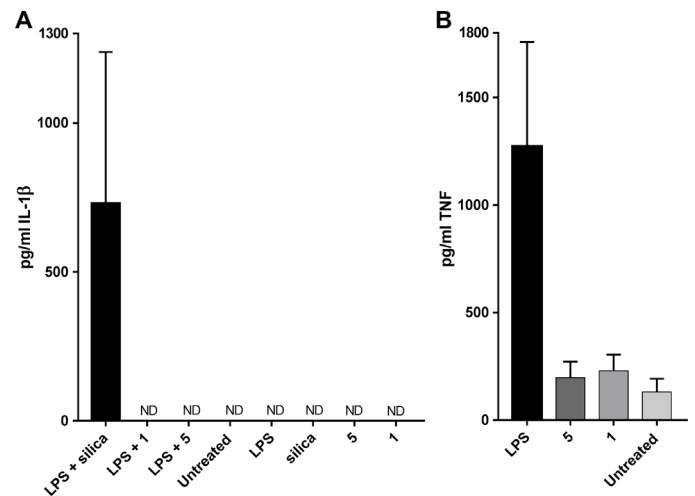 A
1300
1000
500
0
pg/ml IL-1β
ND ND ND ND ND ND ND
LPS + silica
LPS + 1
LPS + 5
Untreated
LPS
silica
5
1
B
1800
1500
1000
500
0
pg/ml TNF
LPS
5
1
Untreated